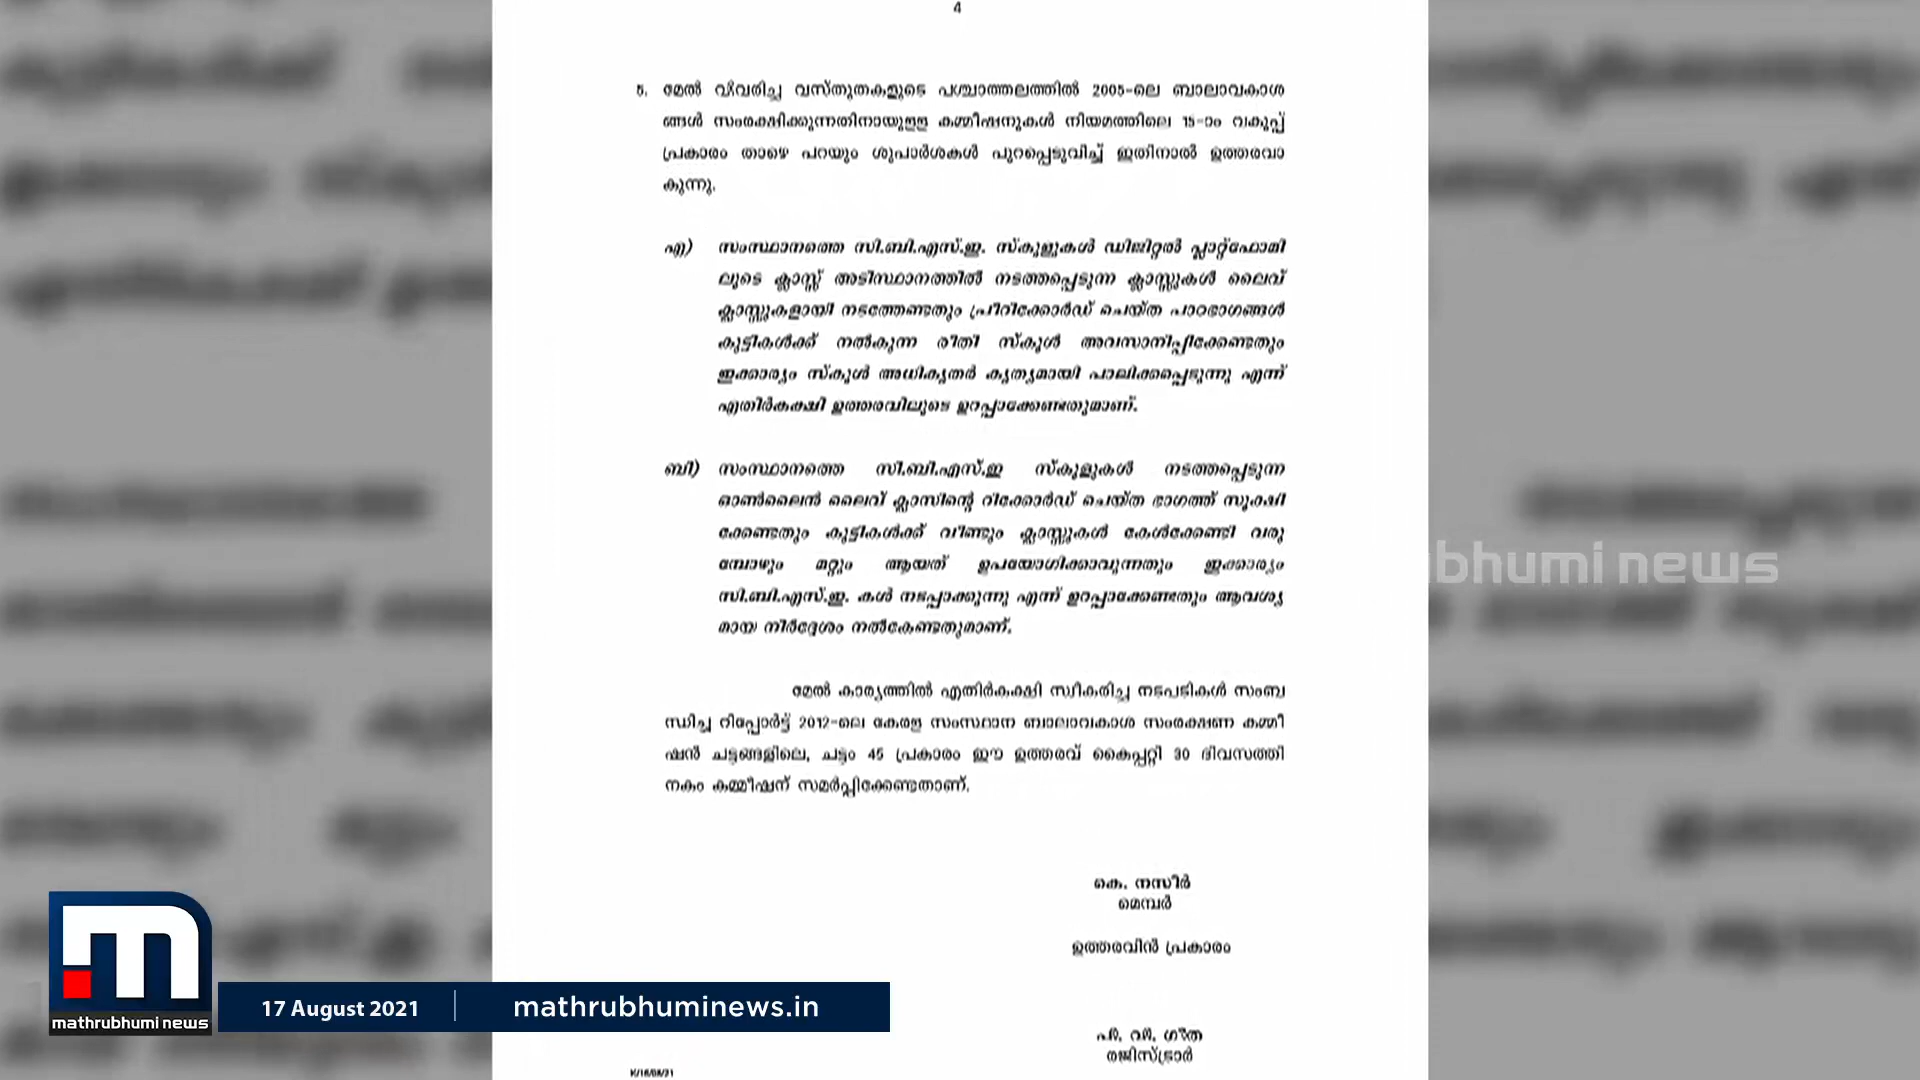 4
5. മേൽ വിവരിച്ച വസ്തുതകളുടെ പശ്ചാത്തലത്തിൽ 2005-ലെ ബാലാവകാശ
ങ്ങൾ സംരക്ഷിക്കുന്നതിനായുള്ള കമ്മീഷനുകൾ നിയമത്തിലെ 15-ാം വകുപ്പ്
പ്രകാരം താഴെ പറയും ശുപാർശകൾ പുറപ്പെടുവിച്ച് ഇതിനാൽ ഉത്തരവാ
കുന്നു.
എ) സംസ്ഥാനത്തെ സി.ബി.എസ്.ഇ. സ്കൂളുകൾ ഡിജിറ്റൽ പ്ലാറ്റ്ഫോമി
ലൂടെ ക്ലാസ്സ് അടിസ്ഥാനത്തിൽ നടത്തപ്പെടുന്ന ക്ലാസ്സുകൾ ലൈവ്
ക്ലാസ്സുകളായി നടത്തേണ്ടതും പ്രീറിക്കോർഡ് ചെയ്ത പാഠഭാഗങ്ങൾ
കുട്ടികൾക്ക് നൽകുന്ന രീതി സ്കൂൾ അവസാനിപ്പിക്കേണ്ടതും
ഇക്കാര്യം സ്കൂൾ അധികൃതർ കൃത്യമായി പാലിക്കപ്പെടുന്നു എന്ന്
എതിർകക്ഷി ഉത്തരവിലൂടെ ഉറപ്പാക്കേണ്ടതുമാണ്.
ബി) സംസ്ഥാനത്തെ സി.ബി.എസ്.ഇ സ്കൂളുകൾ നടത്തപ്പെടുന്ന
ഓൺലൈൻ ലൈവ് ക്ലാസിന്റെ റിക്കോർഡ് ചെയ്ത ഭാഗത്ത് സൂക്ഷി
ക്കേണ്ടതും കുട്ടികൾക്ക് വീണ്ടും ക്ലാസ്സുകൾ കേൾക്കേണ്ടി വരു
മ്പോഴും മറ്റും ആയത് ഉപയോഗിക്കാവുന്നതും ഇക്കാര്യം
സി.ബി.എസ്.ഇ. കൾ നടപ്പാക്കുന്നു എന്ന് ഉറപ്പാക്കേണ്ടതും ആവശ്യ
മായ നിർദ്ദേശം നൽകേണ്ടതുമാണ്.
മേൽ കാര്യത്തിൽ എതിർകക്ഷി സ്വീകരിച്ച നടപടികൾ സംബ
ന്ധിച്ച റിപ്പോർട്ട് 2012-ലെ കേരള സംസ്ഥാന ബാലാവകാശ സംരക്ഷണ കമ്മീ
ഷൻ ചട്ടങ്ങളിലെ, ചട്ടം 45 പ്രകാരം ഈ ഉത്തരവ് കൈപ്പറ്റി 30 ദിവസത്തി
നകം കമ്മീഷന് സമർപ്പിക്കേണ്ടതാണ്.
കെ. നസീർ
മെമ്പർ
ഉത്തരവിൻ പ്രകാരം
പി. വി. ഗീത
രജിസ്ട്രാർ
bhumi news
mathrubhumi news
17 August 2021
mathrubhuminews.in